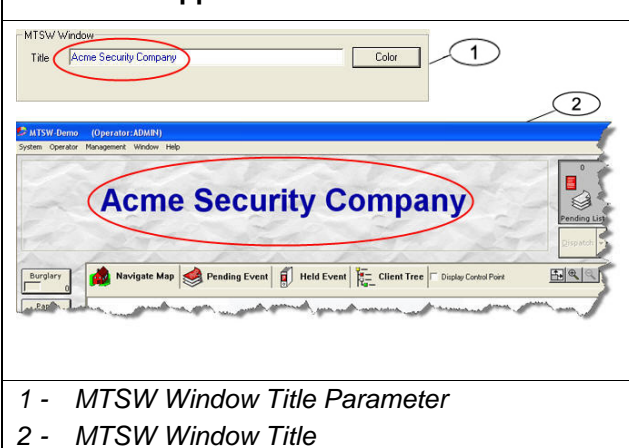 MTSW Window
Title Acme Security Company Color
1
2
MTSW-Demo (Operator:ADMIN)
System Operator Management Window Help
Acme Security Company
0
Pending List
Dispatch
Burglary
0
Navigate Map Pending Event Held Event Client Tree Display Control Point
1 - MTSW Window Title Parameter
2 - MTSW Window Title